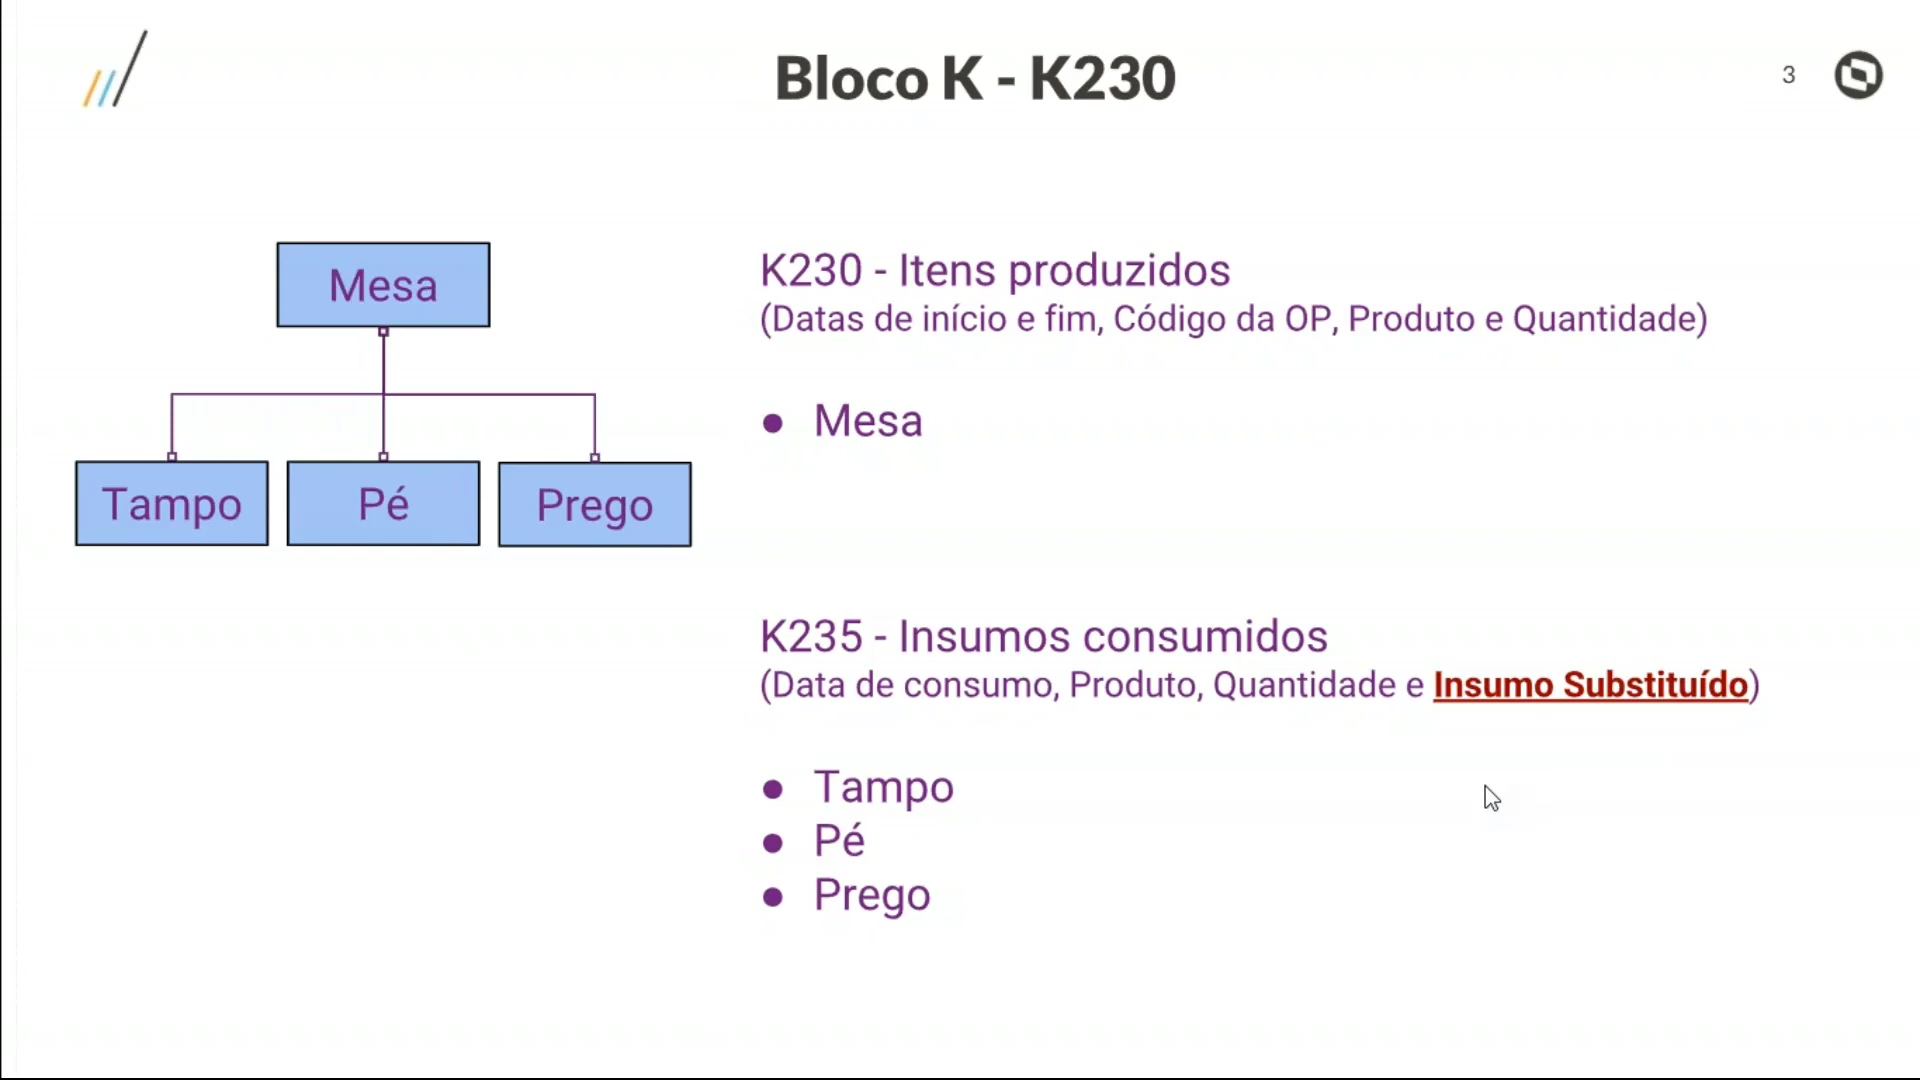 Bloco K - K230
3
Mesa
Tampo
Pé
Prego
K230 - Itens produzidos
(Datas de início e fim, Código da OP, Produto e Quantidade)
● Mesa
K235 - Insumos consumidos
(Data de consumo, Produto, Quantidade e Insumo Substituído)
● Tampo
● Pé
● Prego